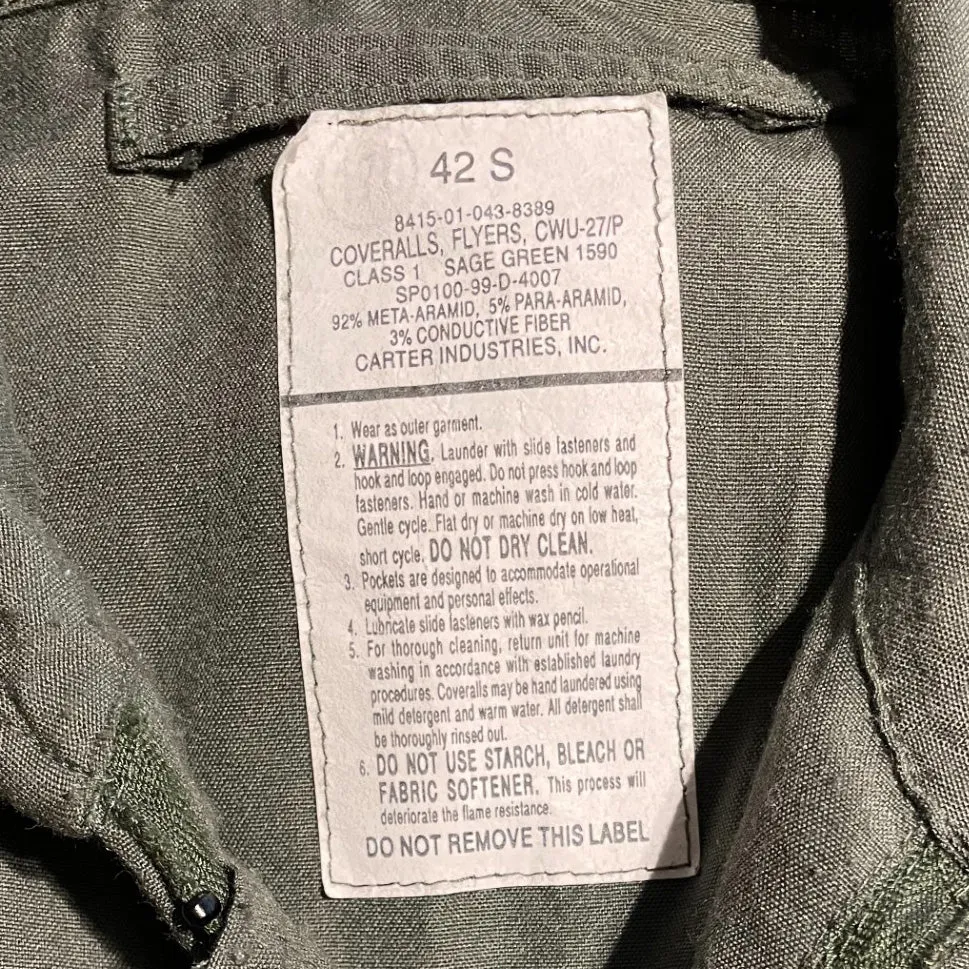 42 S
8415-01-043-8389
COVERALLS, FLYERS, CWU-27/P
CLASS 1 SAGE GREEN 1590
SP0100-99-D-4007
92% META-ARAMID, 5% PARA-ARAMID,
3% CONDUCTIVE FIBER
CARTER INDUSTRIES, INC.
1. Wear as outer garment.
2. WARNING. Launder with slide fasteners and
hook and loop engaged. Do not press hook and loop
fasteners. Hand or machine wash in cold water.
Gentle cycle. Flat dry or machine dry on low heat,
short cycle. DO NOT DRY CLEAN.
3. Pockets are designed to accommodate operational
equipment and personal effects.
4. Lubricate slide fasteners with wax pencil.
5. For thorough cleaning, return unit for machine
washing in accordance with established laundry
procedures. Coveralls may be hand laundered using
mild detergent and warm water. All detergent shall
be thoroughly rinsed out.
6. DO NOT USE STARCH, BLEACH OR
FABRIC SOFTENER. This process will
deteriorate the flame resistance.
DO NOT REMOVE THIS LABEL